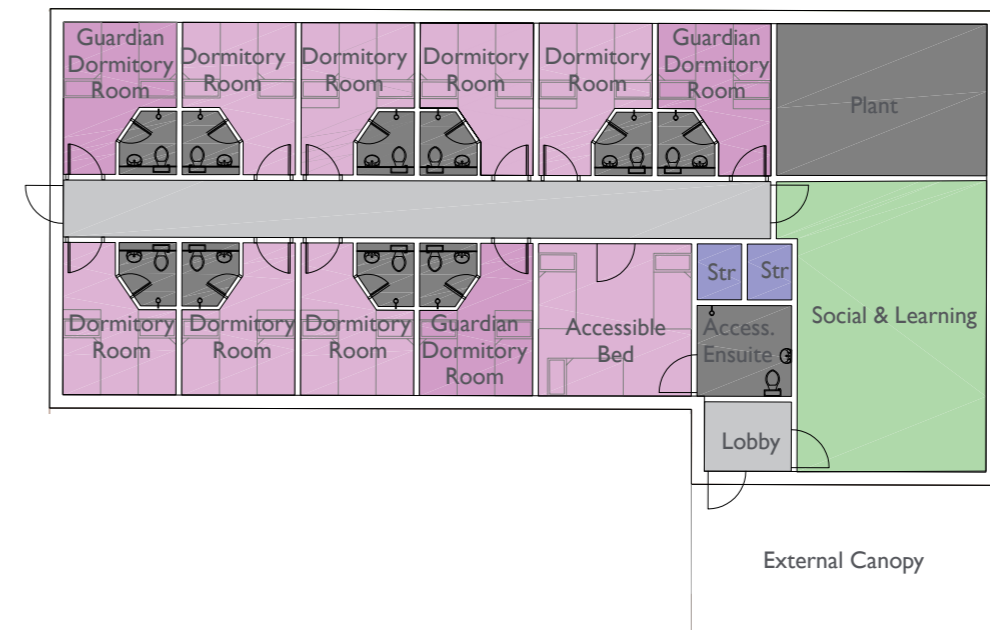 Guardian
Dormitory
Room
Dormitory
Room
Dormitory
Room
Dormitory
Room
Dormitory
Room
Guardian
Dormitory
Room
Plant
Dormitory
Room
Dormitory
Room
Dormitory
Room
Guardian
Dormitory
Room
Accessible
Bed
Str
Str
Access.
Ensuite
Social & Learning
Lobby
External Canopy